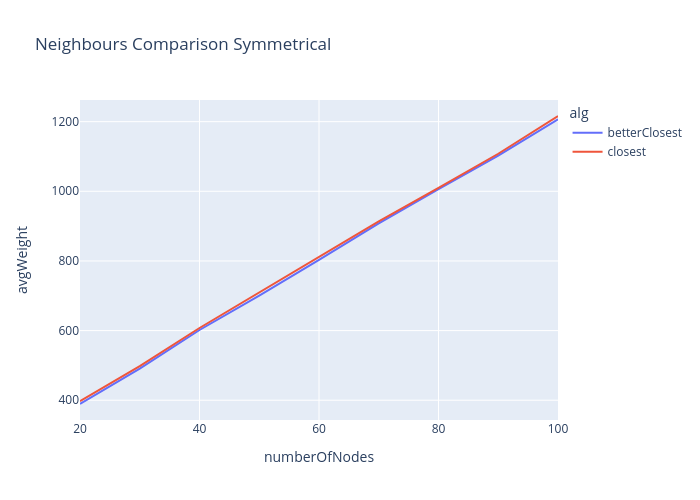 Neighbours Comparison Symmetrical
alg
betterClosest
closest
1200
1000
800
600
400
avgWeight
20 40 60 80 100
numberOfNodes